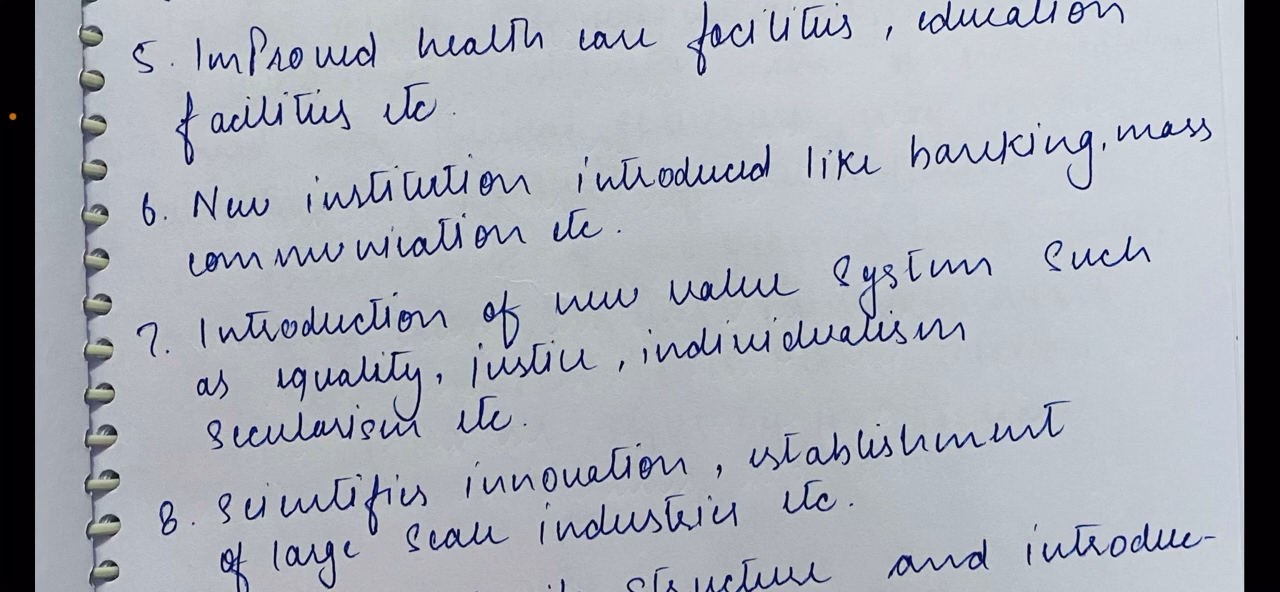 5. Improved health care facilities, education
facilities etc.
6. New institution introduced like banking, mass
communication etc.
7. Introduction of new value system such
as equality, justice, individualism
secularism etc.
8. Scientifics innovation, establishment
of large scale industries etc.
structure and introduc-